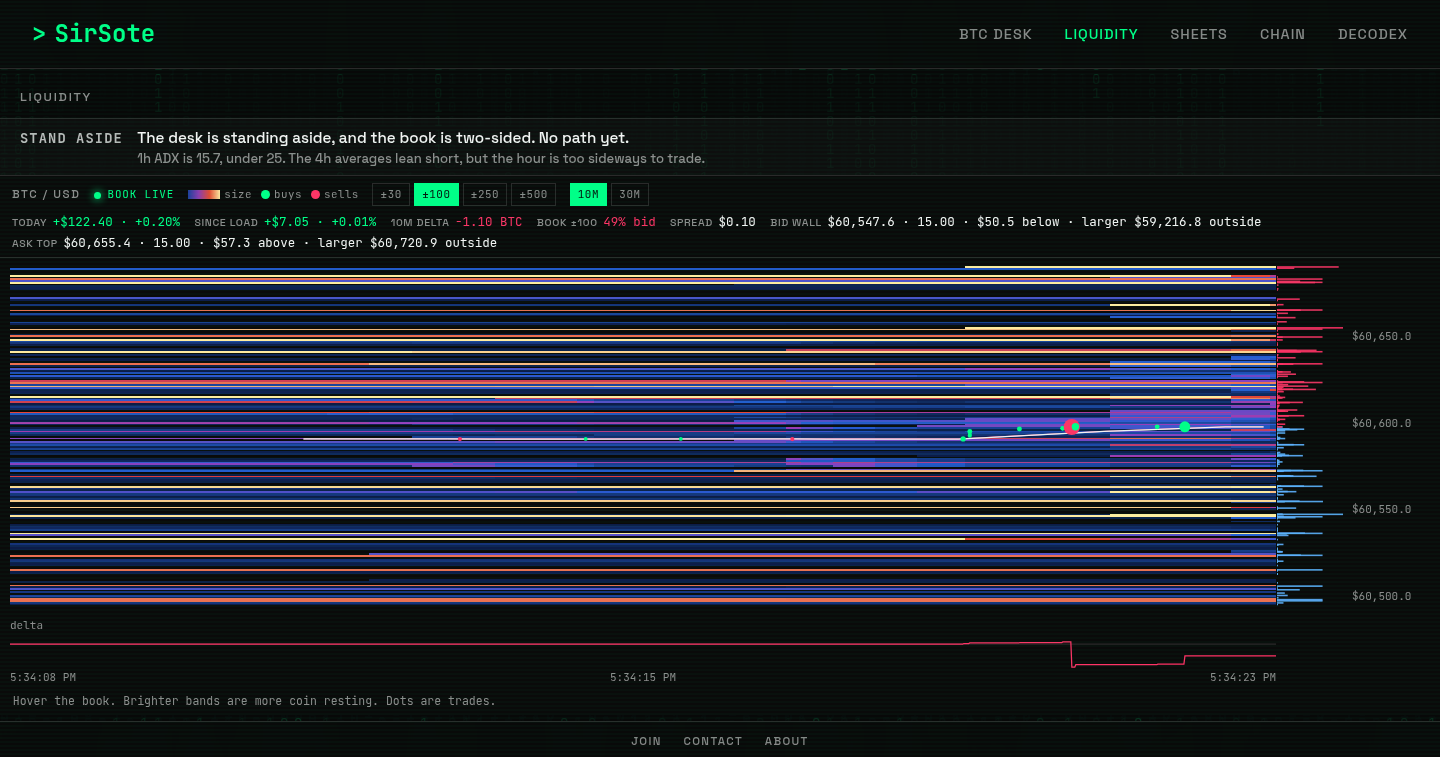 > SirSote
BTC DESK LIQUIDITY SHEETS CHAIN DECODEX
LIQUIDITY
STAND ASIDE The desk is standing aside, and the book is two-sided. No path yet.
1h ADX is 15.7, under 25. The 4h averages lean short, but the hour is too sideways to trade.
BTC / USD BOOK LIVE size buys sells ±30 ±100 ±250 ±500 10M 30M
TODAY +$122.40 · +0.20% SINCE LOAD +$7.05 · +0.01% 10M DELTA -1.10 BTC BOOK ±100 49% bid SPREAD $0.10 BID WALL $60,547.6 · 15.00 · $50.5 below · larger $59,216.8 outside
ASK TOP $60,655.4 · 15.00 · $57.3 above · larger $60,720.9 outside
$60,650.0
$60,600.0
$60,550.0
$60,500.0
delta
5:34:08 PM 5:34:15 PM 5:34:23 PM
Hover the book. Brighter bands are more coin resting. Dots are trades.
JOIN CONTACT ABOUT